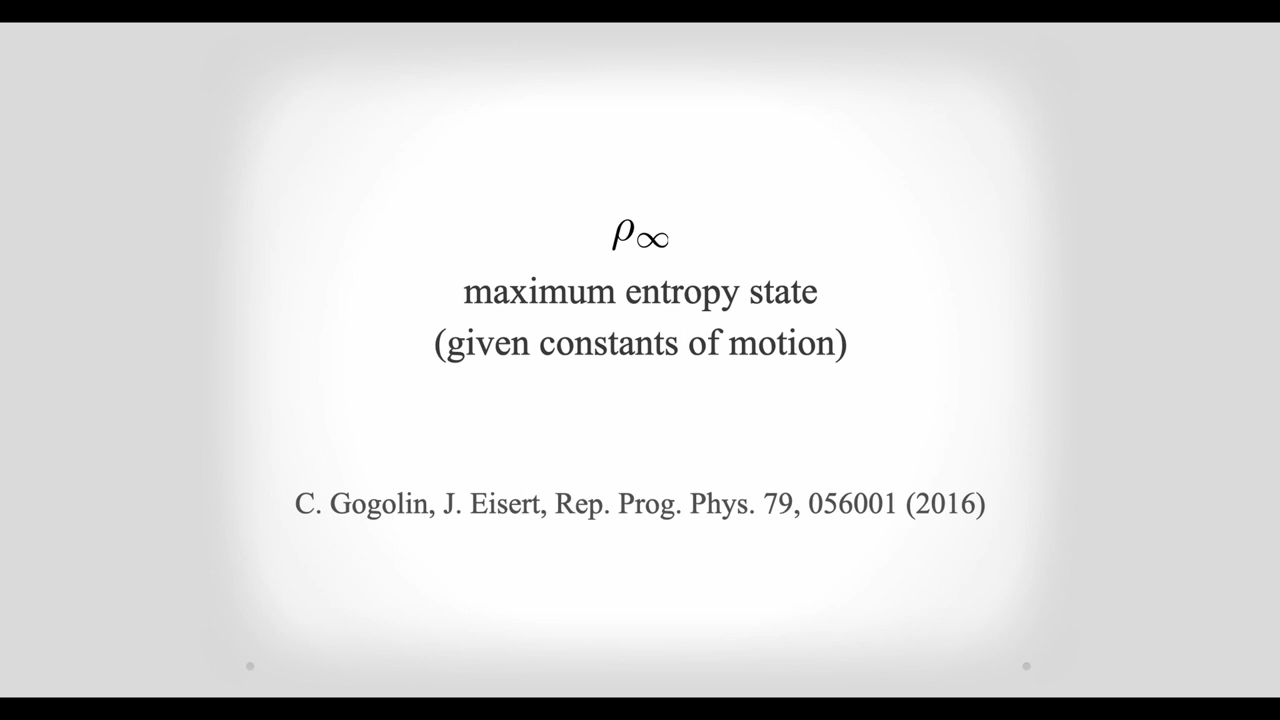 ρ∞
maximum entropy state
(given constants of motion)
C. Gogolin, J. Eisert, Rep. Prog. Phys. 79, 056001 (2016)